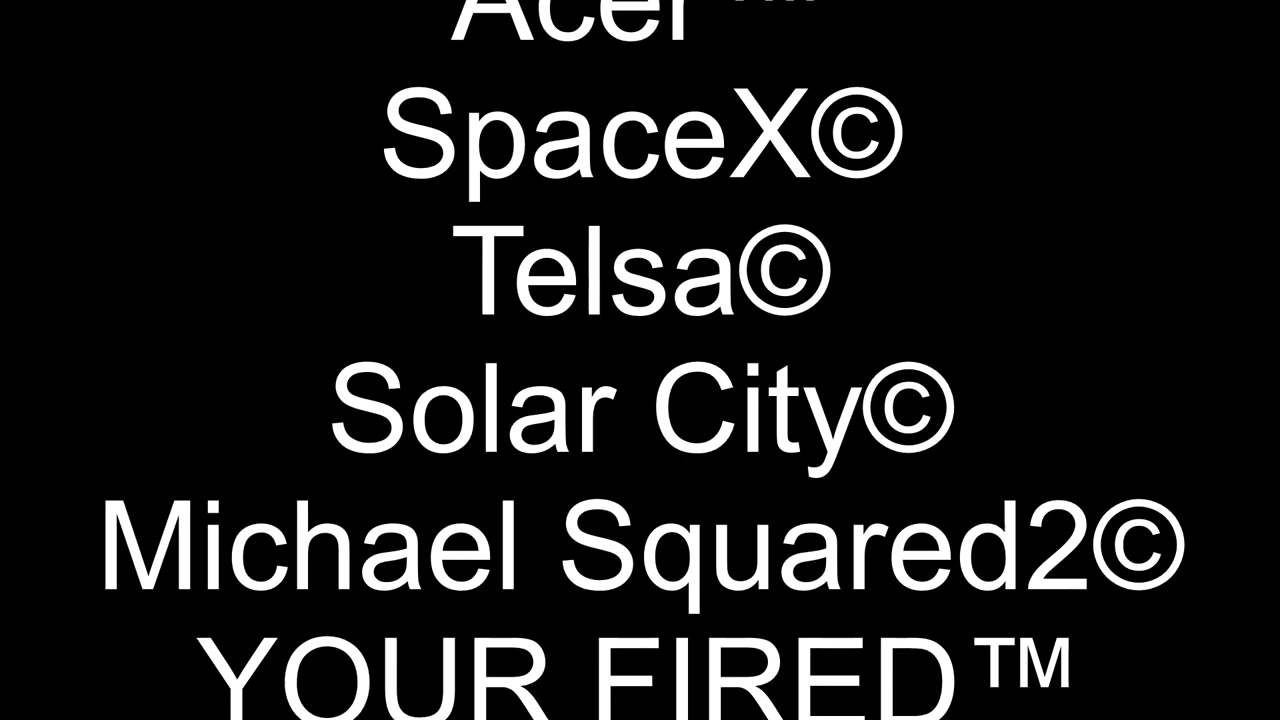 Acer™
SpaceX©
Telsa©
Solar City©
Michael Squared2©
YOUR FIRED™